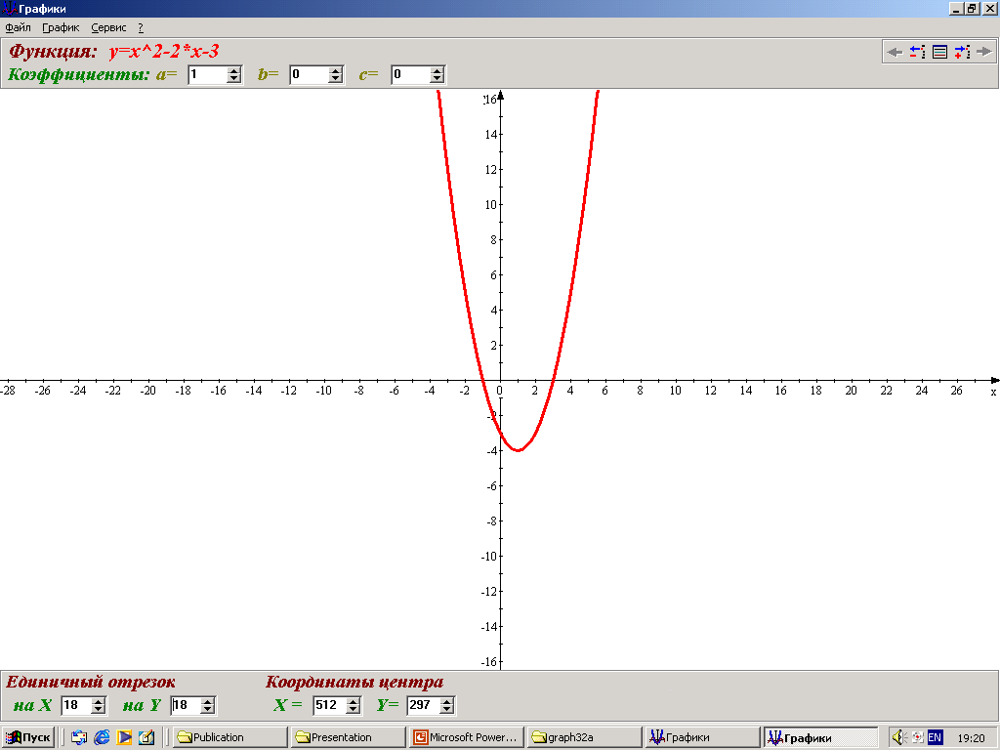 Графики
Файл График Сервис ?
Функция: y=x^2-2*x-3
Коэффициенты: a= 1 b= 0 c= 0
16
14
12
10
8
6
4
2
-28 -26 -24 -22 -20 -18 -16 -14 -12 -10 -8 -6 -4 -2 0 2 4 6 8 10 12 14 16 18 20 22 24 26 x
-2
-4
-6
-8
-10
-12
-14
-16
Единичный отрезок Координаты центра
на X 18 на Y 18 X = 512 Y= 297
Пуск Publication Presentation Microsoft Power... graph32a Графики Графики EN 19:20